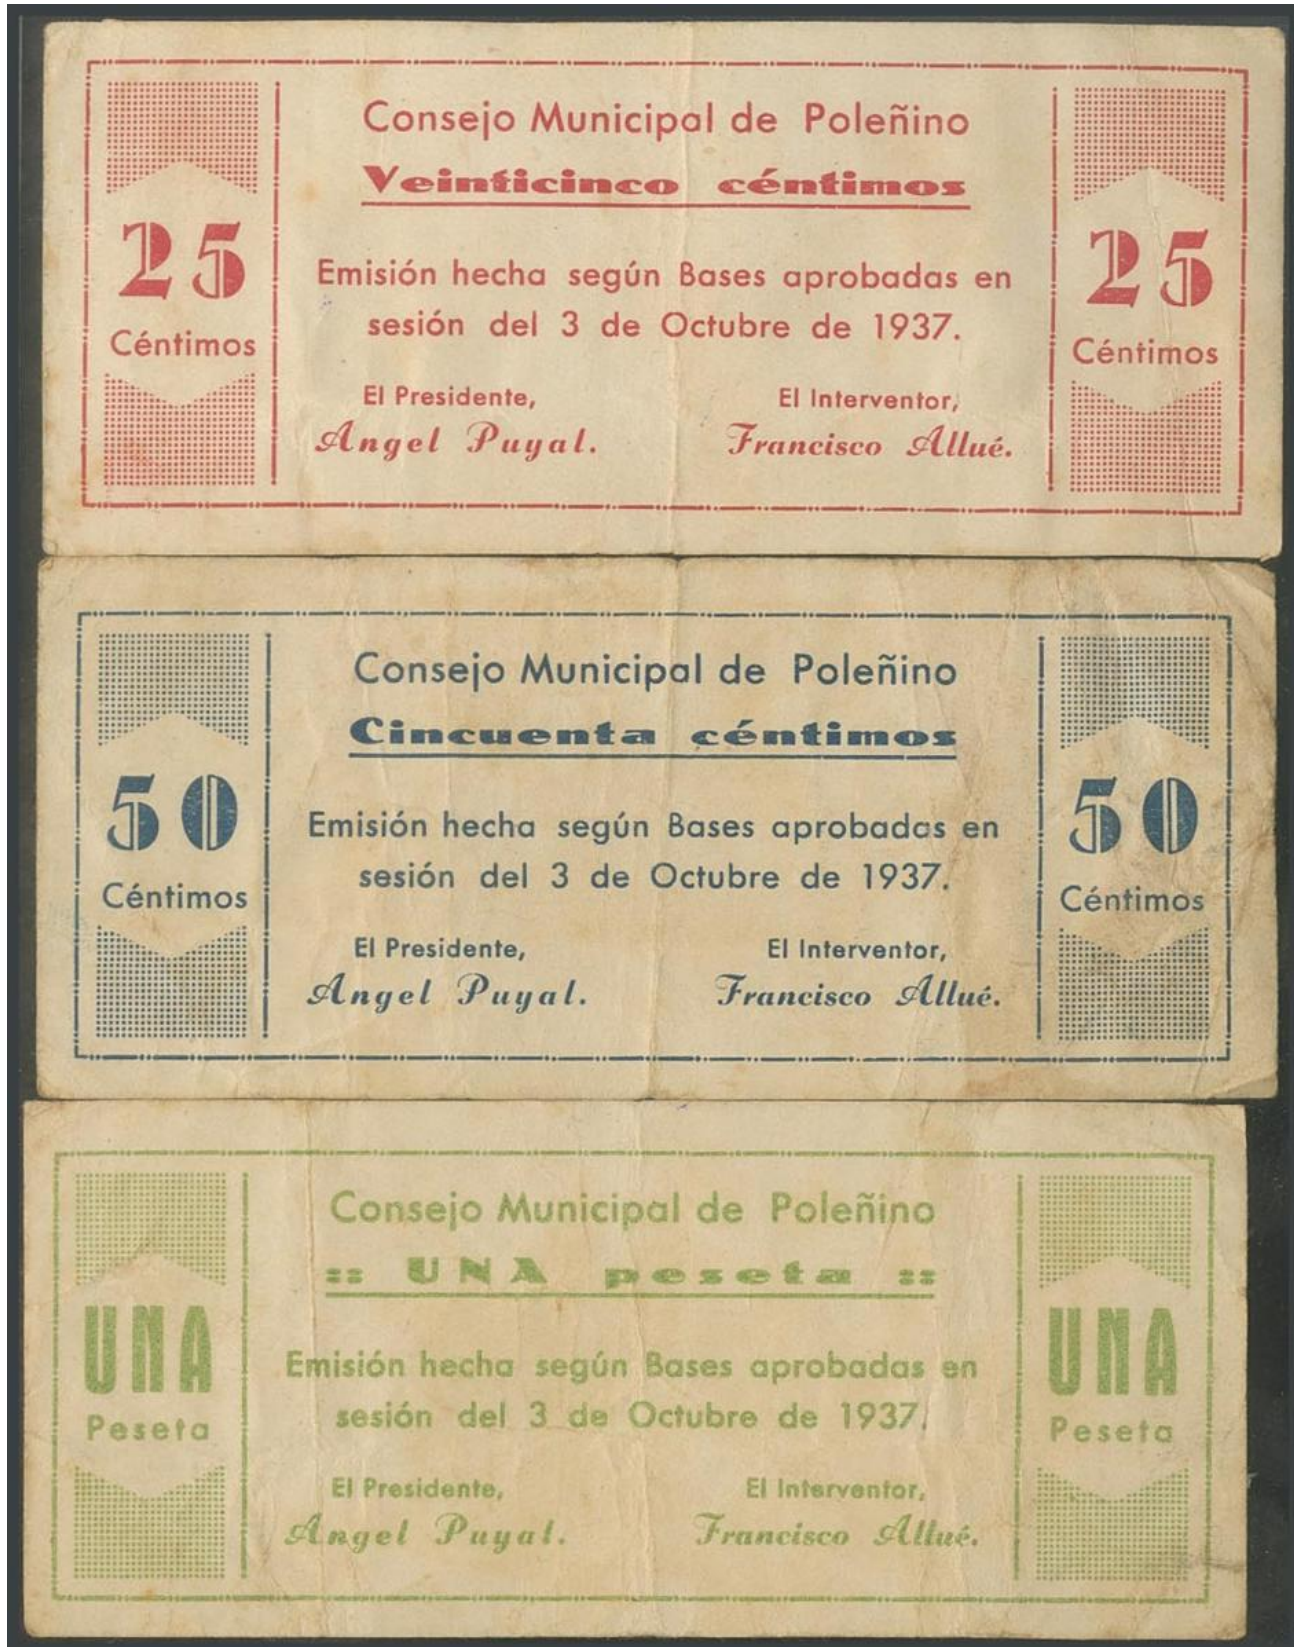 Consejo Municipal de Poleñino
Veinticinco céntimos
25
Céntimos
Emisión hecha según Bases aprobadas en
sesión del 3 de Octubre de 1937.
El Presidente,
Angel Puyal.
El Interventor,
Francisco Allué.
25
Céntimos
Consejo Municipal de Poleñino
Cincuenta céntimos
50
Céntimos
Emisión hecha según Bases aprobadas en
sesión del 3 de Octubre de 1937.
El Presidente,
Angel Puyal.
El Interventor,
Francisco Allué.
50
Céntimos
Consejo Municipal de Poleñino
:: UNA peseta ::
UNA
Peseta
Emisión hecha según Bases aprobadas en
sesión del 3 de Octubre de 1937.
El Presidente,
Angel Puyal.
El Interventor,
Francisco Allué.
UNA
Peseta